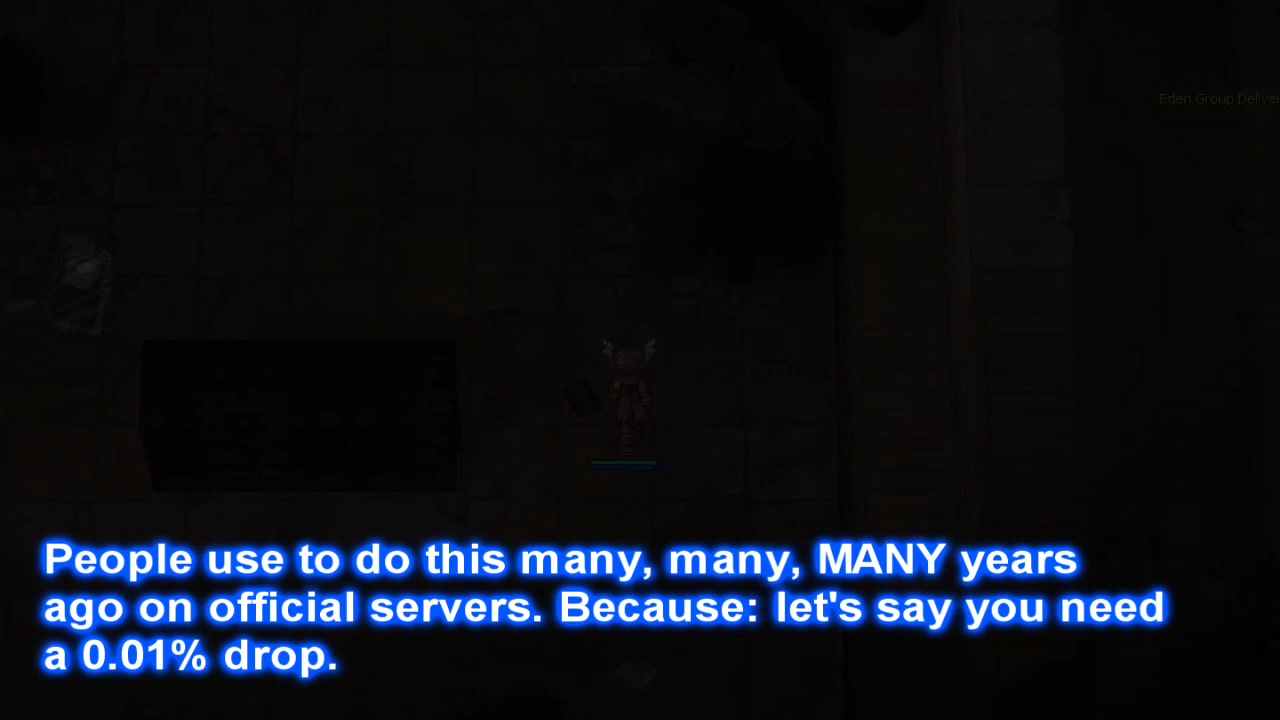 Eden Group Delive
People use to do this many, many, MANY years
ago on official servers. Because: let's say you need
a 0.01% drop.